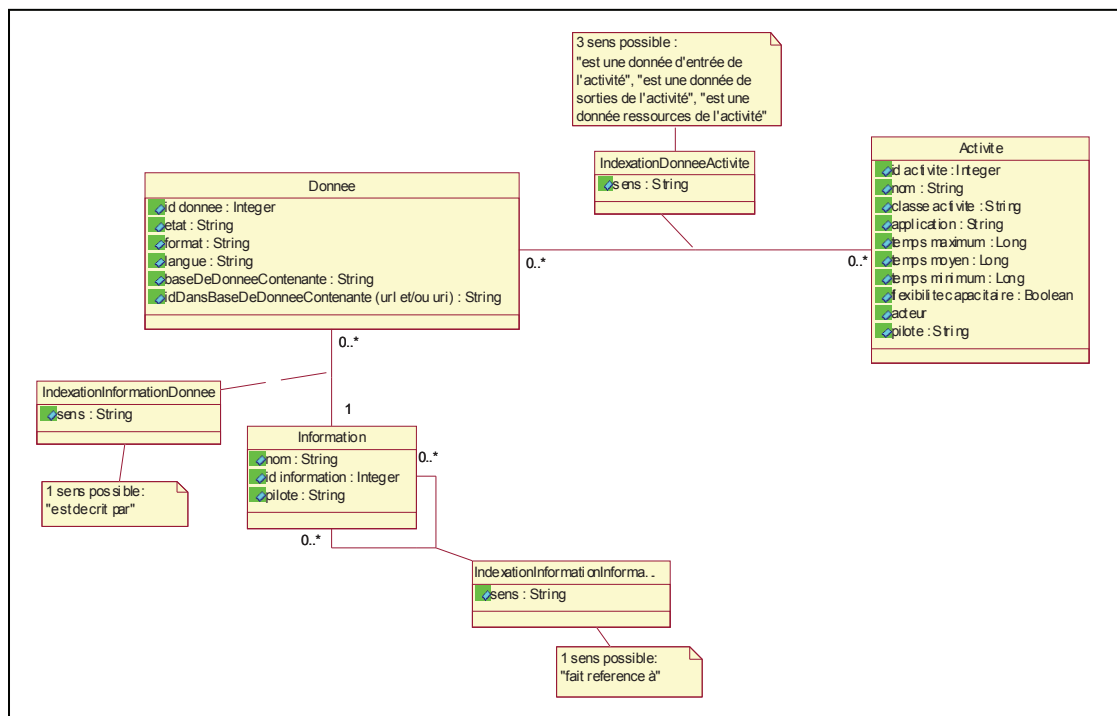 3 sens possible :
"est une donnée d'entrée de
l'activité", "est une donnée de
sorties de l'activité", "est une
donnée ressources de l'activité"
IndexationDonneeActivite
sens : String
Activite
id activite : Integer
nom : String
classe activite : String
application : String
temps maximum : Long
temps moyen : Long
temps minimum : Long
flexibilite capacitaire : Boolean
acteur
pilote : String
Donnee
id donnee : Integer
etat : String
format : String
langue : String
baseDeDonneeContenante : String
idDansBaseDeDonneeContenante (url et/ou uri) : String
0..*
0..*
0..*
IndexationInformationDonnee
sens : String
1 sens possible:
"est decrit par"
1
Information
nom : String
id information : Integer
pilote : String
0..*
0..*
IndexationInformationInforma..
sens : String
1 sens possible:
"fait reference à"